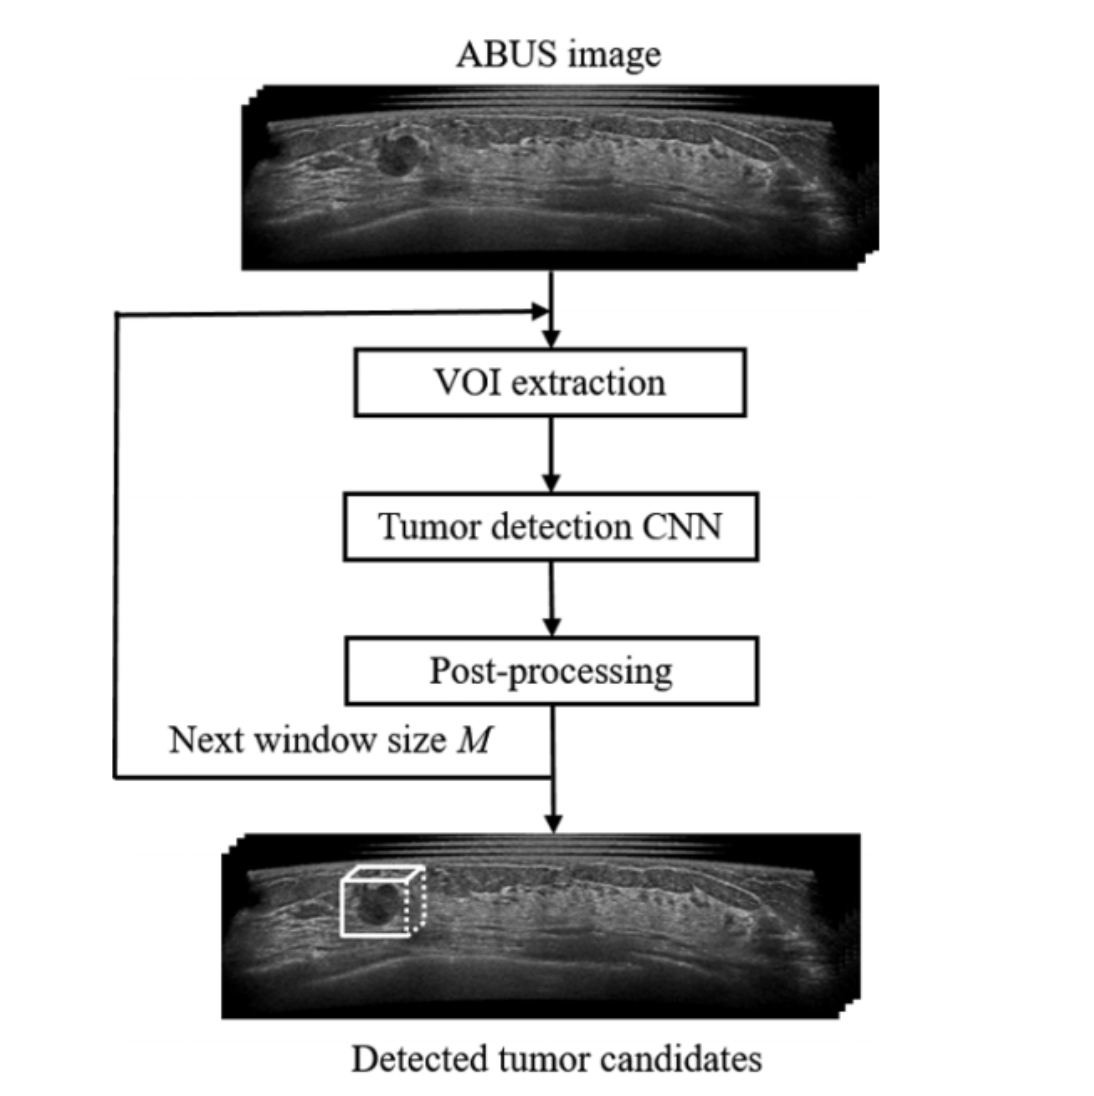 ABUS image
VOI extraction
Tumor detection CNN
Post-processing
Next window size M
Detected tumor candidates